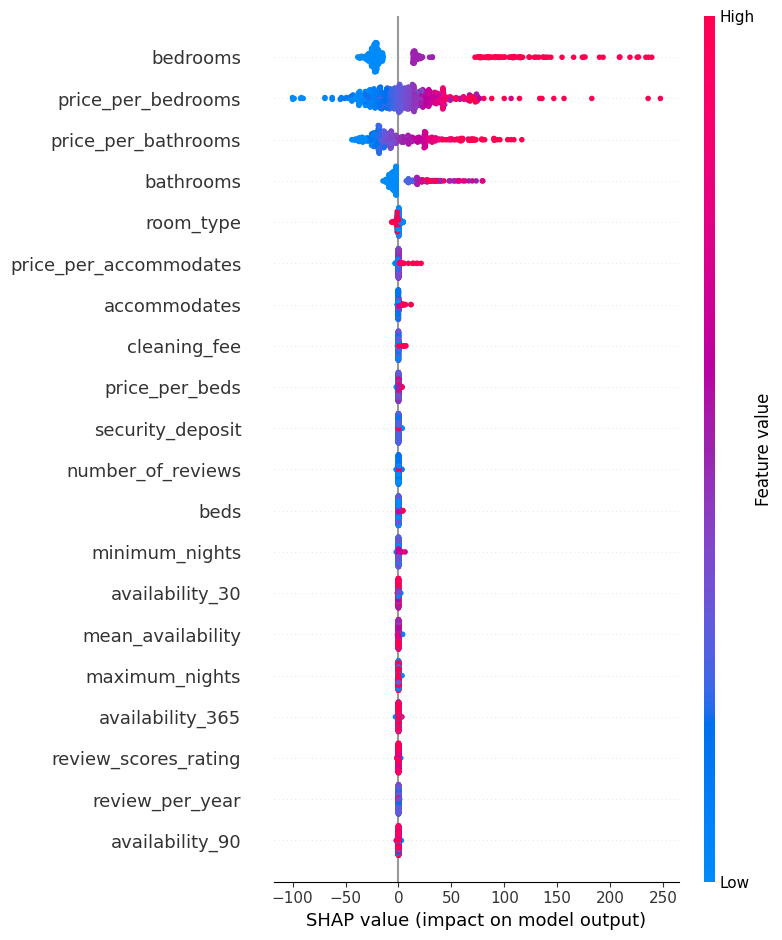 High
bedrooms
price_per_bedrooms
price_per_bathrooms
bathrooms
room_type
price_per_accommodates
accommodates
cleaning_fee
price_per_beds
security_deposit
number_of_reviews
beds
minimum_nights
availability_30
mean_availability
maximum_nights
availability_365
review_scores_rating
review_per_year
availability_90
Feature value
Low
−100 −50 0 50 100 150 200 250
SHAP value (impact on model output)